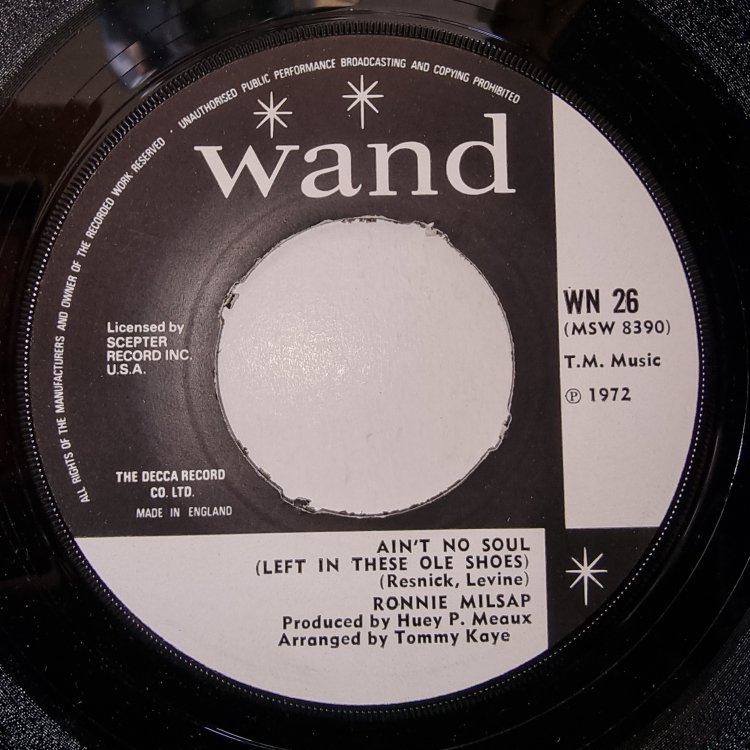 ALL RIGHTS OF THE MANUFACTURERS AND OWNER OF THE RECORDED WORK RESERVED · UNAUTHORISED PUBLIC PERFORMANCE BROADCASTING AND COPYING PROHIBITED
wand
WN 26
(MSW 8390)
T.M. Music
℗ 1972
Licensed by
SCEPTER
RECORD INC.
U.S.A.
THE DECCA RECORD
CO. LTD.
MADE IN ENGLAND
AIN'T NO SOUL
(LEFT IN THESE OLE SHOES)
(Resnick, Levine)
RONNIE MILSAP
Produced by Huey P. Meaux
Arranged by Tommy Kaye